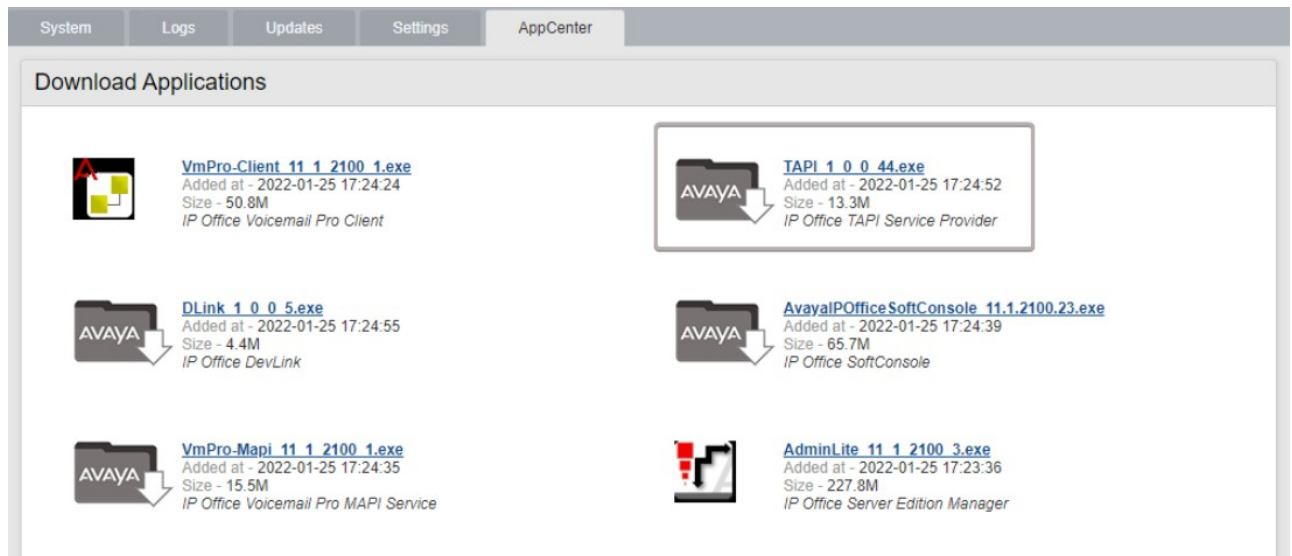 System Logs Updates Settings AppCenter
Download Applications
VmPro-Client_11_1_2100_1.exe
Added at - 2022-01-25 17:24:24
Size - 50.8M
IP Office Voicemail Pro Client
AVAYA
TAPI_1_0_0_44.exe
Added at - 2022-01-25 17:24:52
Size - 13.3M
IP Office TAPI Service Provider
AVAYA
DLink_1_0_0_5.exe
Added at - 2022-01-25 17:24:55
Size - 4.4M
IP Office DevLink
AVAYA
AvayaIPOfficeSoftConsole_11.1.2100.23.exe
Added at - 2022-01-25 17:24:39
Size - 65.7M
IP Office SoftConsole
AVAYA
VmPro-Mapi_11_1_2100_1.exe
Added at - 2022-01-25 17:24:35
Size - 15.5M
IP Office Voicemail Pro MAPI Service
AdminLite_11_1_2100_3.exe
Added at - 2022-01-25 17:23:36
Size - 227.8M
IP Office Server Edition Manager